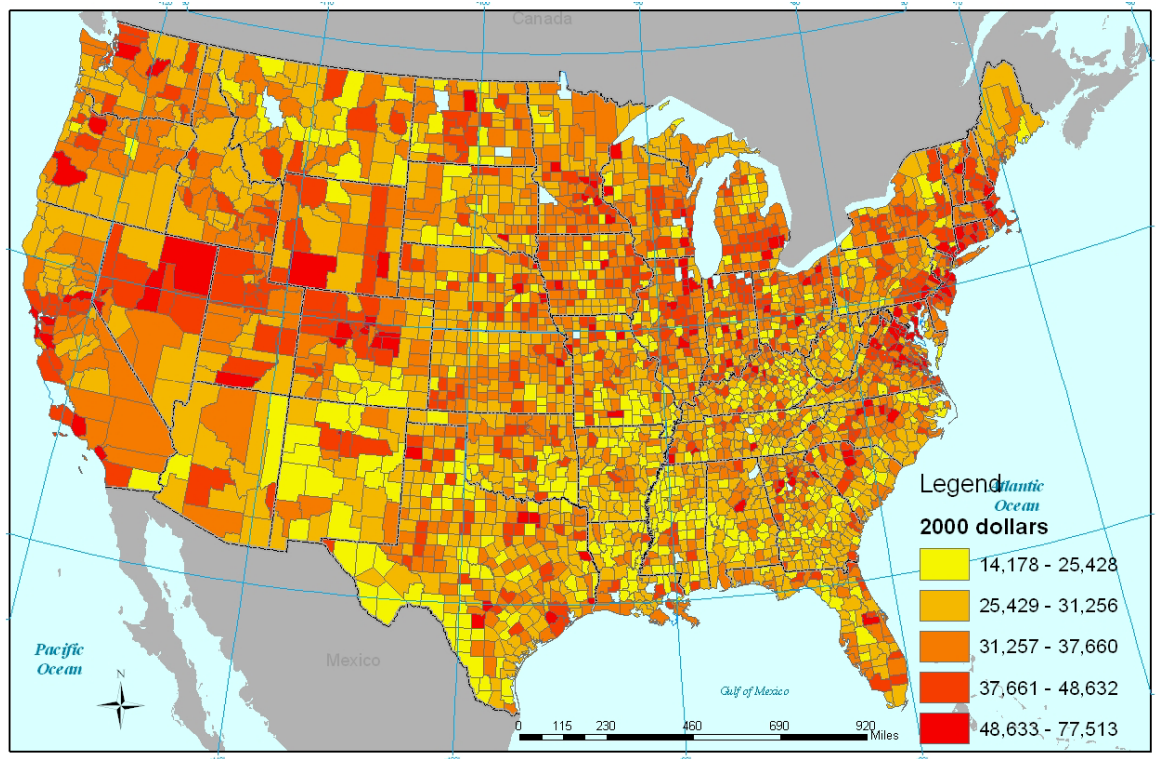 Canada
Legend
Atlantic
Ocean
2000 dollars
14,178 - 25,428
25,429 - 31,256
31,257 - 37,660
37,661 - 48,632
48,633 - 77,513
Pacific
Ocean
Mexico
N
Gulf of Mexico
0 115 230 460 690 920
Miles